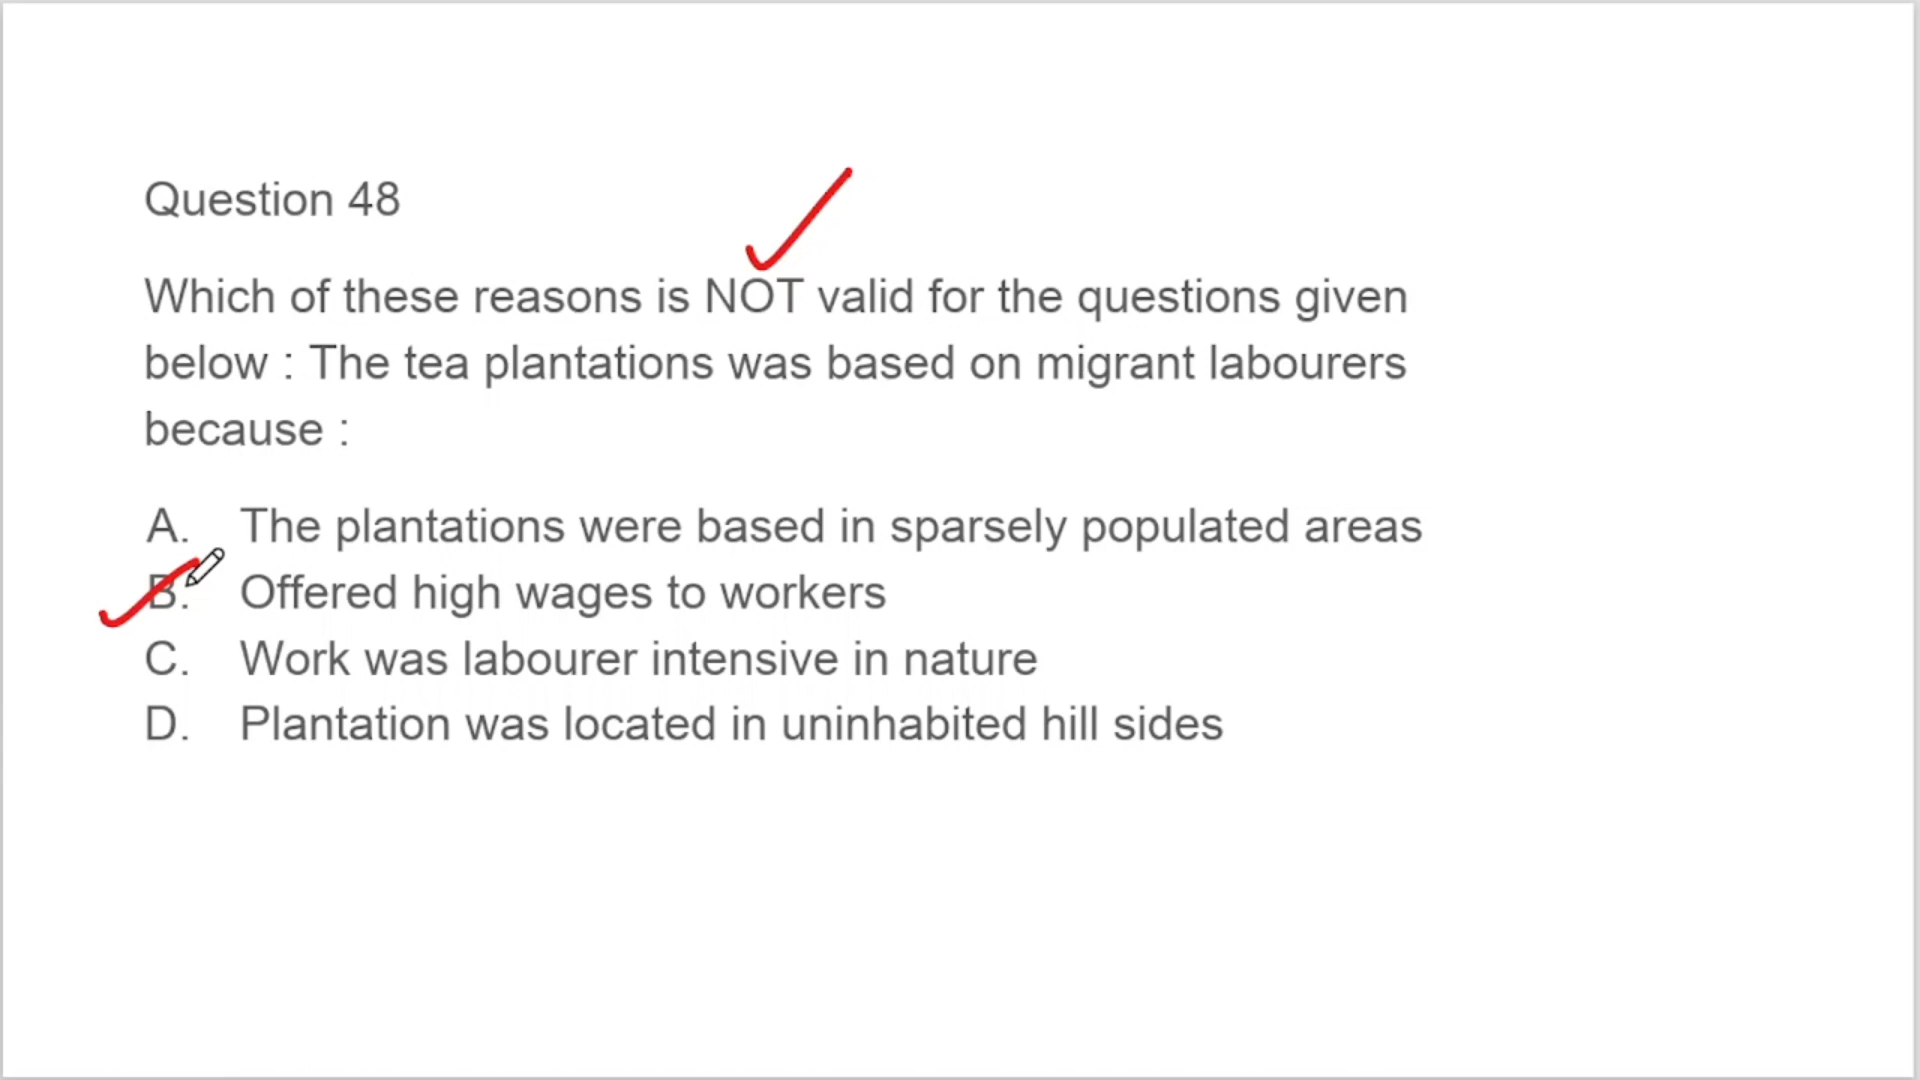 Question 48
Which of these reasons is NOT valid for the questions given
below : The tea plantations was based on migrant labourers
because :
A. The plantations were based in sparsely populated areas
B. Offered high wages to workers
C. Work was labourer intensive in nature
D. Plantation was located in uninhabited hill sides